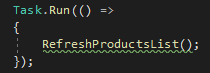 Task.Run(() =>
{
    RefreshProductsList();
});